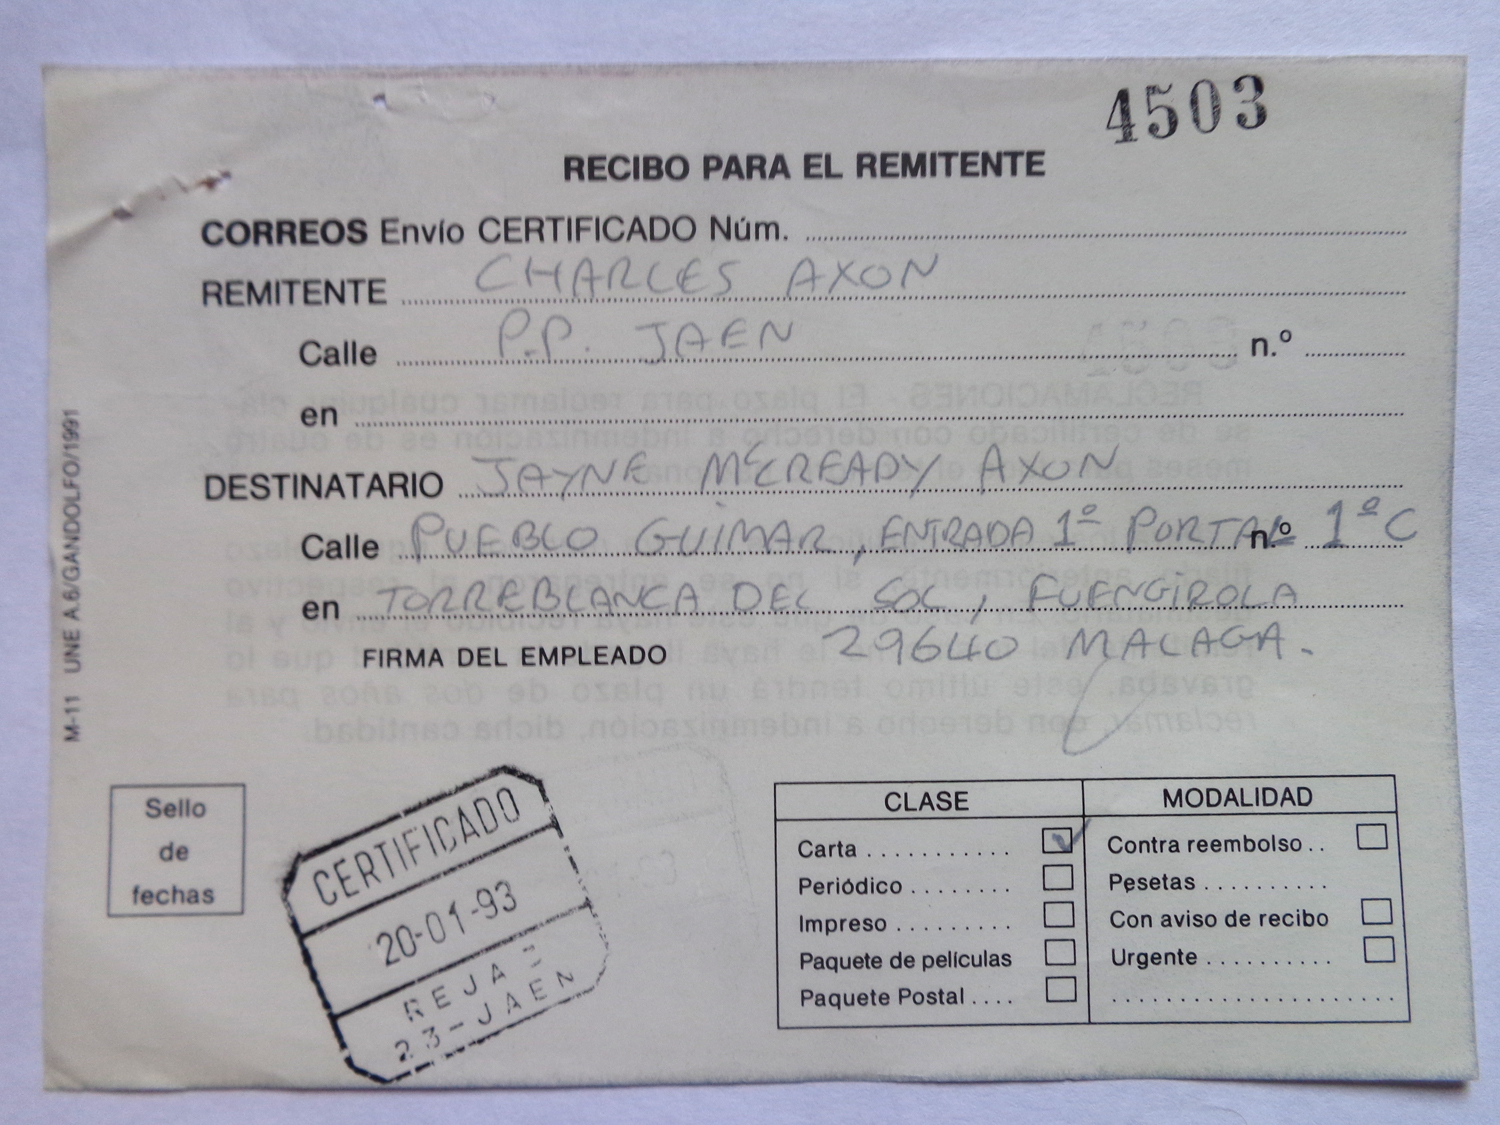 4503
RECIBO PARA EL REMITENTE
CORREOS Envío CERTIFICADO Núm.
REMITENTE CHARLES AXON
Calle P.P. JAEN n.º
en
DESTINATARIO JAYNE McCREADY AXON
Calle PUEBLO GUIMAR, ENTRADA 1º PORTAL n.º 1ºC
en TORREBLANCA DEL SOL, FUENGIROLA
29640 MALAGA.
FIRMA DEL EMPLEADO
M-11 UNE A.6/GANDOLFO/1991
Sello
de
fechas
CERTIFICADO
20-01-93
REJA
23-JAEN
CLASE MODALIDAD
Carta ........... Contra reembolso..
Periódico ........ Pesetas ..........
Impreso ......... Con aviso de recibo
Paquete de películas Urgente ..........
Paquete Postal ....